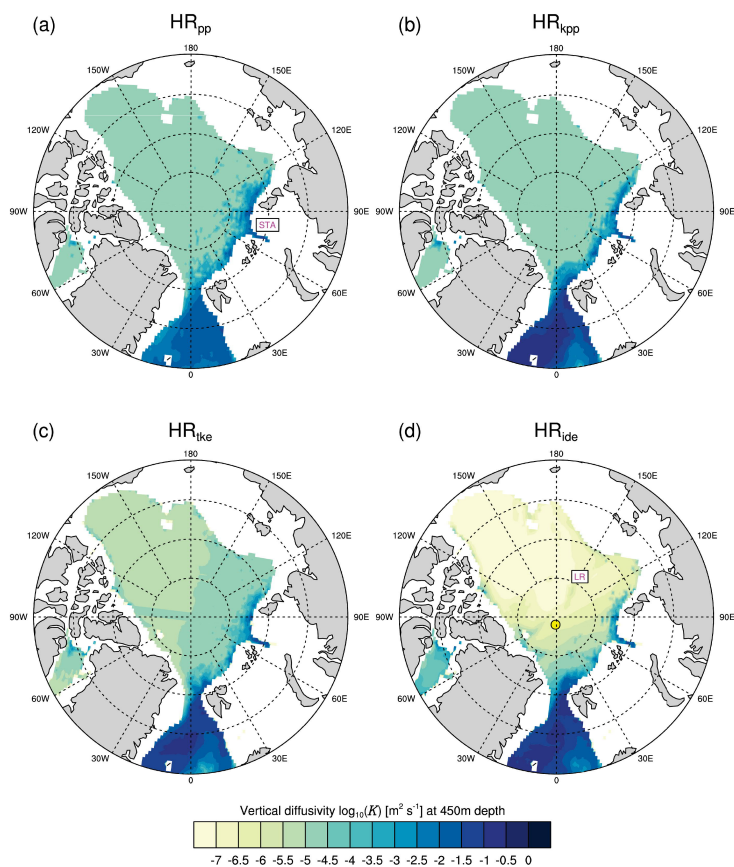 (a) HRpp (b) HRkpp
180 180
150W 150E 150W 150E
120W 120E 120W 120E
90W 90E 90W 90E
STA
60W 60E 60W 60E
30W 30E 30W 30E
0 0
(c) HRtke (d) HRide
180 180
150W 150E 150W 150E
120W 120E 120W 120E
LR
90W 90E 90W 90E
60W 60E 60W 60E
30W 30E 30W 30E
0 0
Vertical diffusivity log₁₀(K) [m² s⁻¹] at 450m depth
-7 -6.5 -6 -5.5 -5 -4.5 -4 -3.5 -3 -2.5 -2 -1.5 -1 -0.5 0